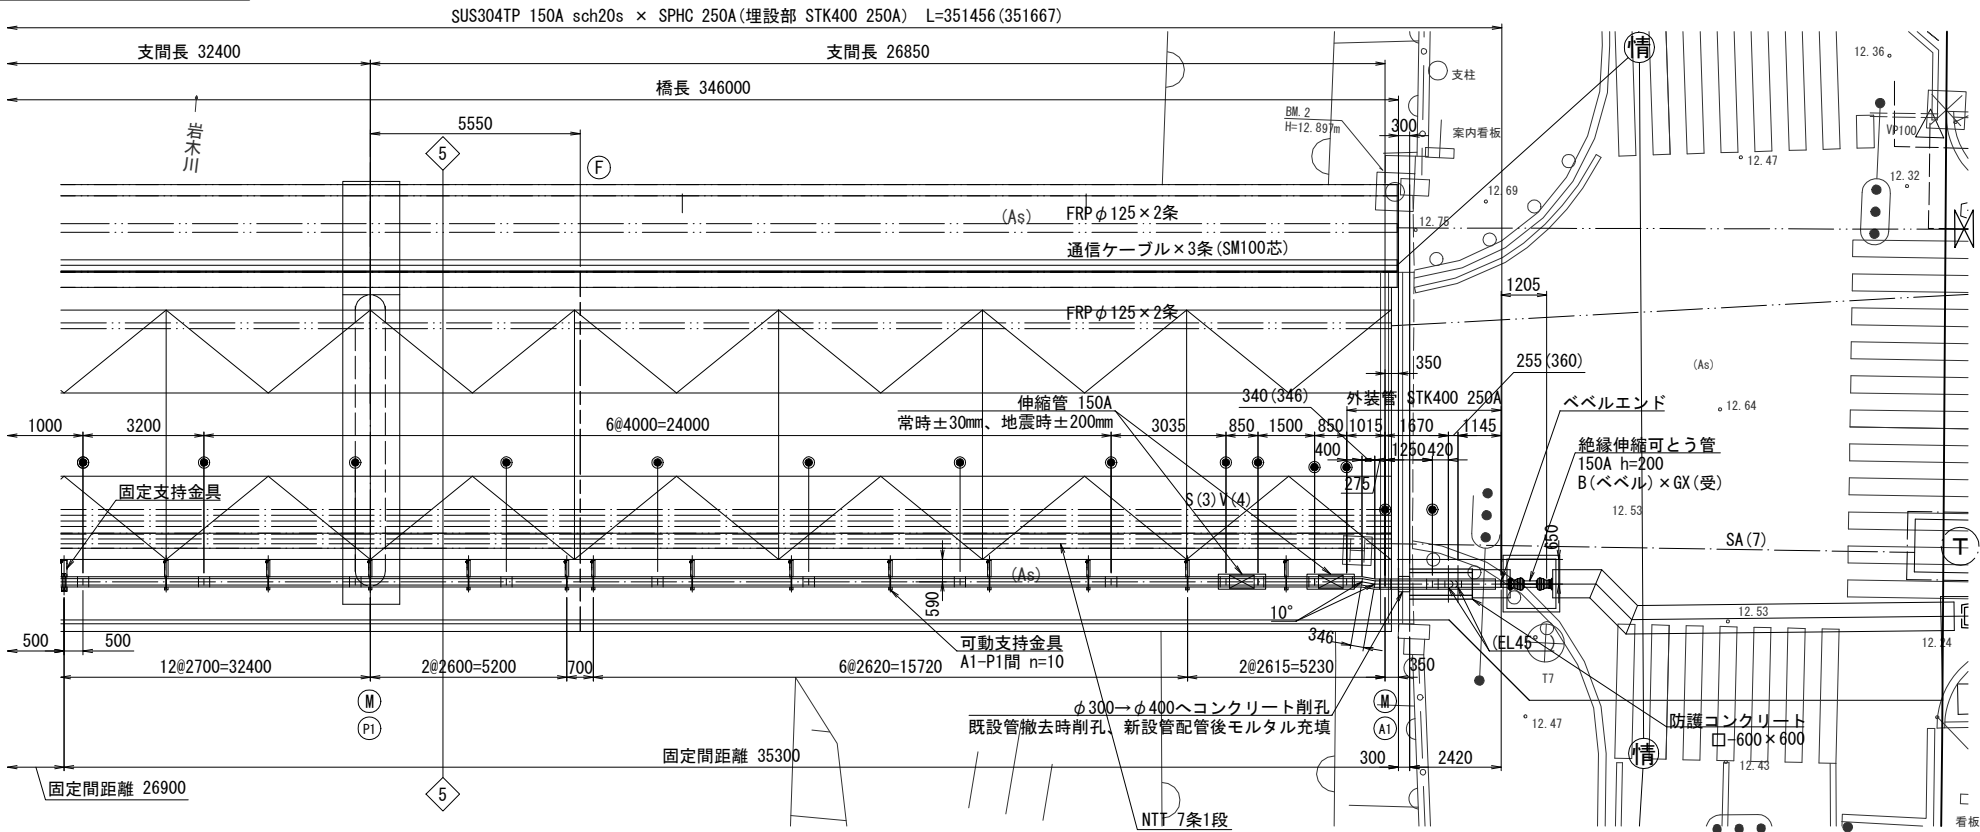 SUS304TP 150A sch20s × SPHC 250A(埋設部 STK400 250A) L=351456(351667)
支間長 32400
支間長 26850
橋長 346000
5550
300
岩木川
5
F
情
支柱
BM.2
H=12.897m
案内看板
12.36
VP100
12.47
12.32
12.69
12.75
(As)
FRPφ125×2条
通信ケーブル×3条(SM100芯)
FRPφ125×2条
1205
350
255(360)
(As)
340(346)
外装管 STK400 250A
ベベルエンド
12.64
伸縮管 150A
常時±30mm、地震時±200mm
1000
3200
6@4000=24000
3035
850
1500
850
1015
1670
1145
400
1250
420
275
絶縁伸縮可とう管
150A h=200
B(ベベル)×GX(受)
12.53
固定支持金具
S(3)V(4)
650
SA(7)
T
(As)
590
10°
346
(EL45°
12.53
12.24
500
500
可動支持金具
A1-P1間 n=10
12@2700=32400
2@2600=5200
700
6@2620=15720
2@2615=5230
350
T7
M
P1
φ300→φ400へコンクリート削孔
既設管撤去時削孔、新設管配管後モルタル充填
M
A1
12.47
防護コンクリート
□-600×600
情
12.43
固定間距離 35300
300
2420
固定間距離 26900
5
NTT 7条1段
看板